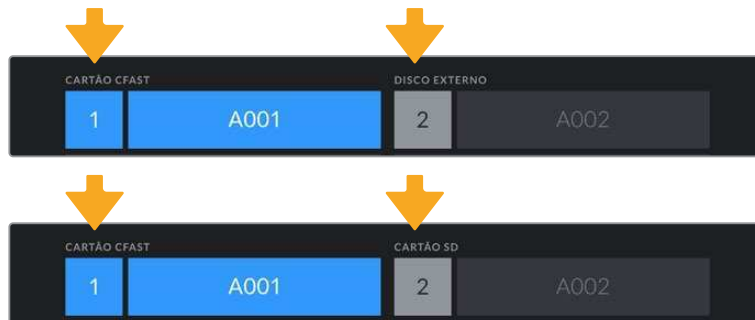 CARTÃO CFAST DISCO EXTERNO
1 A001 2 A002
CARTÃO CFAST CARTÃO SD
1 A001 2 A002